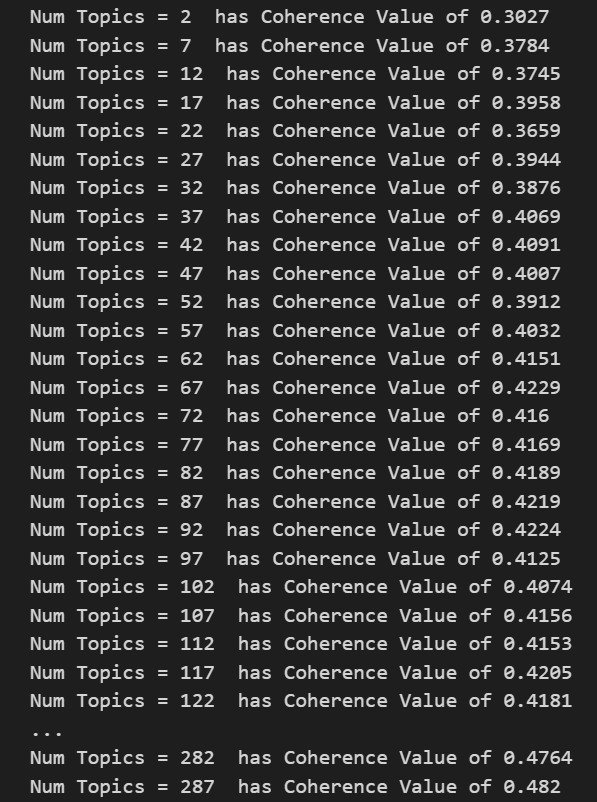 Num Topics = 2  has Coherence Value of 0.3027
Num Topics = 7  has Coherence Value of 0.3784
Num Topics = 12  has Coherence Value of 0.3745
Num Topics = 17  has Coherence Value of 0.3958
Num Topics = 22  has Coherence Value of 0.3659
Num Topics = 27  has Coherence Value of 0.3944
Num Topics = 32  has Coherence Value of 0.3876
Num Topics = 37  has Coherence Value of 0.4069
Num Topics = 42  has Coherence Value of 0.4091
Num Topics = 47  has Coherence Value of 0.4007
Num Topics = 52  has Coherence Value of 0.3912
Num Topics = 57  has Coherence Value of 0.4032
Num Topics = 62  has Coherence Value of 0.4151
Num Topics = 67  has Coherence Value of 0.4229
Num Topics = 72  has Coherence Value of 0.416
Num Topics = 77  has Coherence Value of 0.4169
Num Topics = 82  has Coherence Value of 0.4189
Num Topics = 87  has Coherence Value of 0.4219
Num Topics = 92  has Coherence Value of 0.4224
Num Topics = 97  has Coherence Value of 0.4125
Num Topics = 102  has Coherence Value of 0.4074
Num Topics = 107  has Coherence Value of 0.4156
Num Topics = 112  has Coherence Value of 0.4153
Num Topics = 117  has Coherence Value of 0.4205
Num Topics = 122  has Coherence Value of 0.4181
...
Num Topics = 282  has Coherence Value of 0.4764
Num Topics = 287  has Coherence Value of 0.482